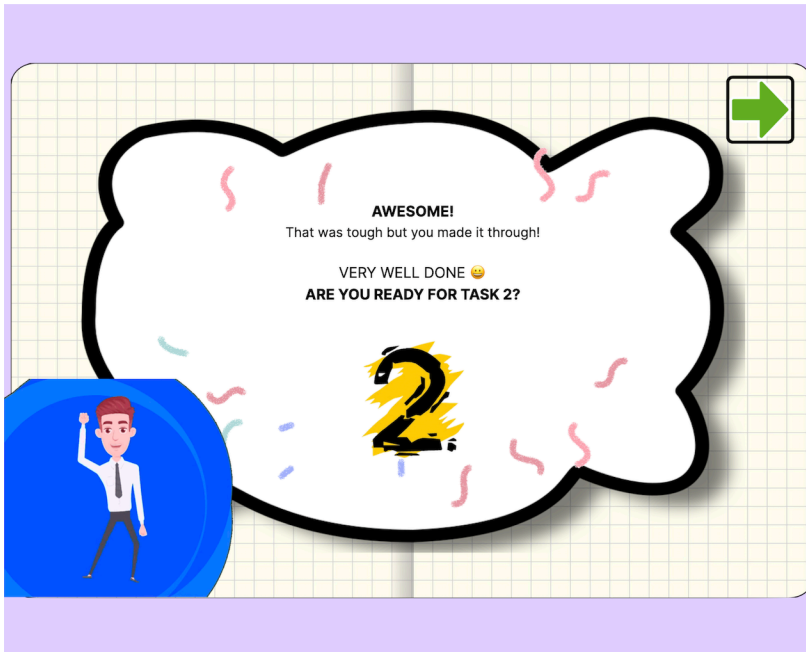 AWESOME!
That was tough but you made it through!
VERY WELL DONE 😀
ARE YOU READY FOR TASK 2?
2